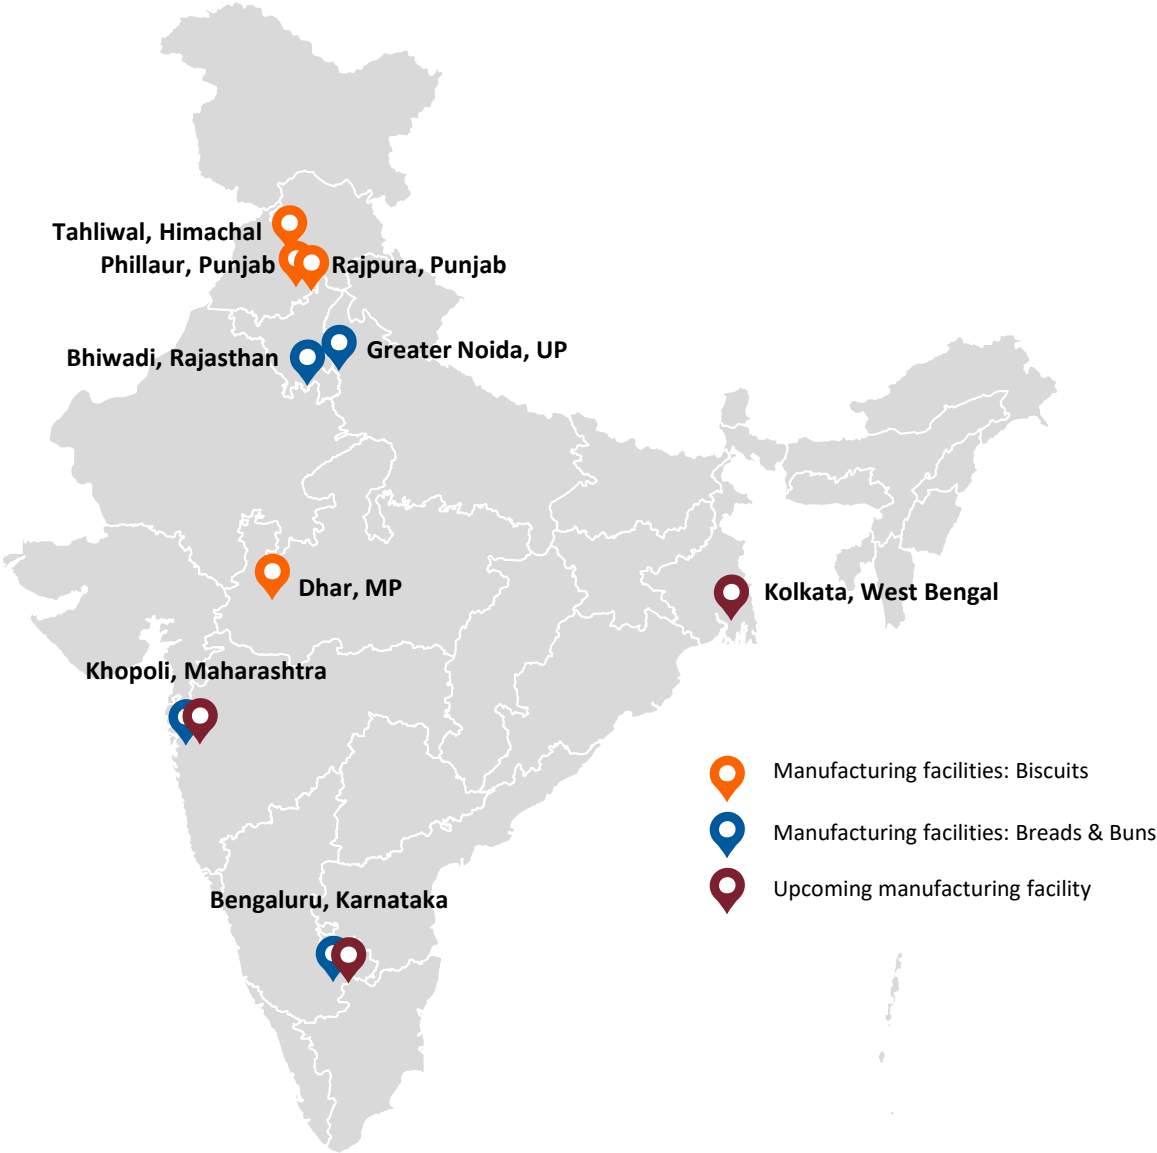 Tahliwal, Himachal
Phillaur, Punjab
Rajpura, Punjab
Bhiwadi, Rajasthan
Greater Noida, UP
Dhar, MP
Kolkata, West Bengal
Khopoli, Maharashtra
Manufacturing facilities: Biscuits
Manufacturing facilities: Breads & Buns
Upcoming manufacturing facility
Bengaluru, Karnataka